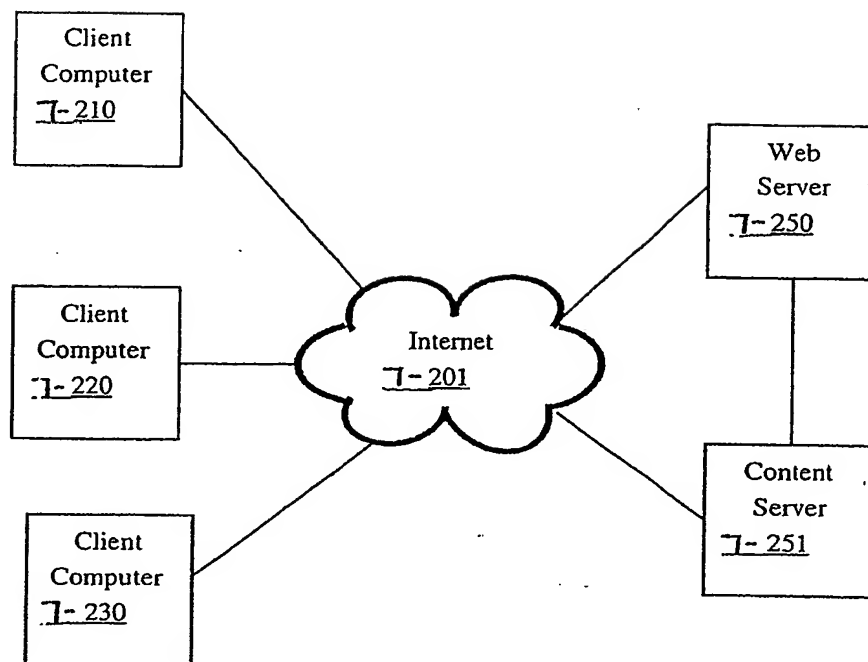 Client
Computer
7-210
Web
Server
7-250
Client
Computer
7-220
Internet
7-201
Content
Server
7-251
Client
Computer
7-230